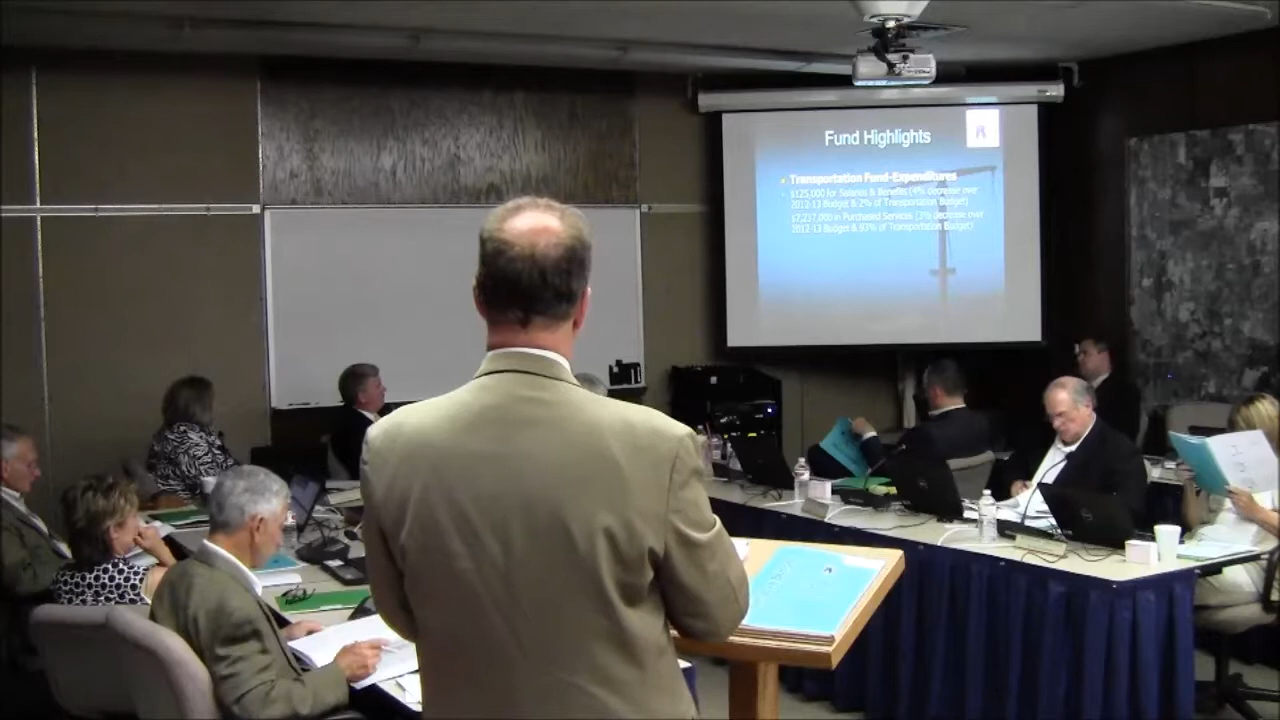 Fund Highlights
Transportation Fund-Expenditures
$125,000 for Salaries & Benefits (4% decrease over
2012-13 Budget & 2% of Transportation Budget)
$7,237,000 in Purchased Services (3% decrease over
2012-13 Budget & 93% of Transportation Budget)